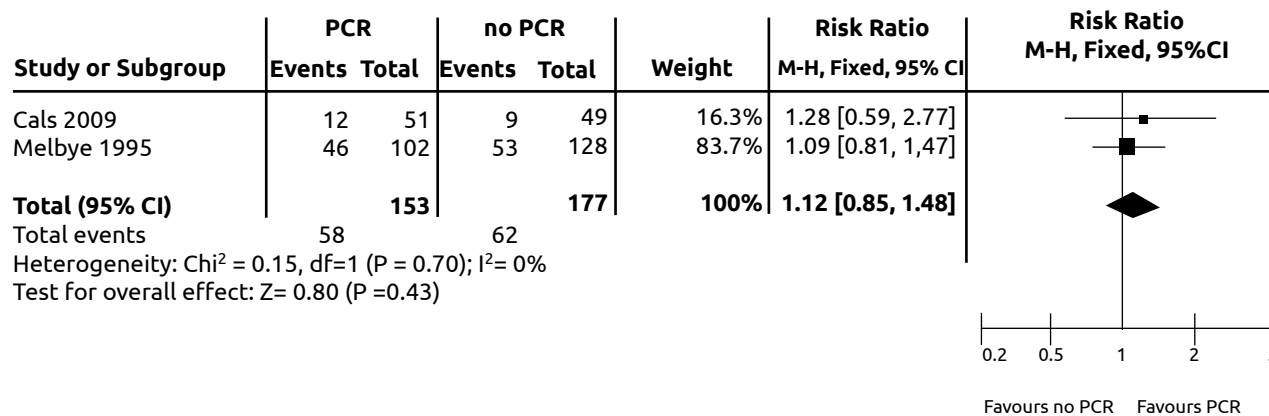 PCR no PCR Risk Ratio Risk Ratio
Study or Subgroup Events Total Events Total Weight M-H, Fixed, 95% CI M-H, Fixed, 95%CI
Cals 2009 12 51 9 49 16.3% 1.28 [0.59, 2.77]
Melbye 1995 46 102 53 128 83.7% 1.09 [0.81, 1,47]
Total (95% CI) 153 177 100% 1.12 [0.85, 1.48]
Total events 58 62
Heterogeneity: Chi² = 0.15, df=1 (P = 0.70); I²= 0%
Test for overall effect: Z= 0.80 (P =0.43)
0.2 0.5 1 2
Favours no PCR Favours PCR